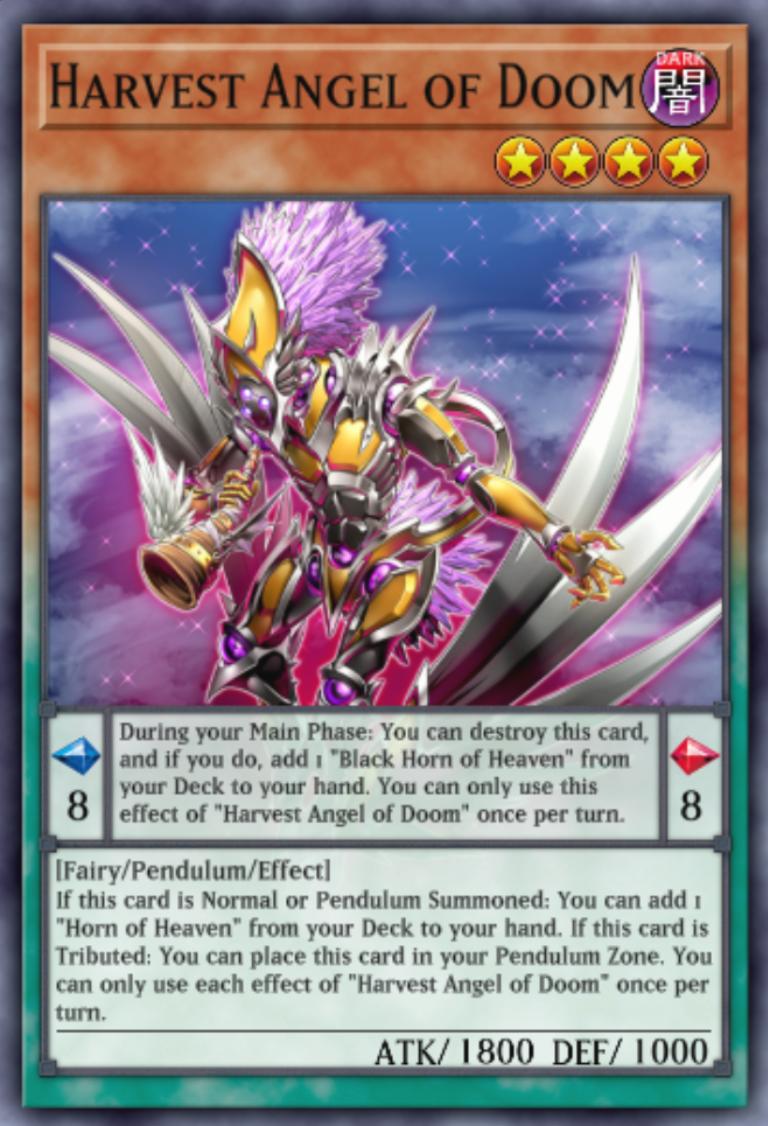 HARVEST ANGEL OF DOOM
DARK
闇
During your Main Phase: You can destroy this card,
and if you do, add 1 "Black Horn of Heaven" from
your Deck to your hand. You can only use this
effect of "Harvest Angel of Doom" once per turn.
8
8
[Fairy/Pendulum/Effect]
If this card is Normal or Pendulum Summoned: You can add 1
"Horn of Heaven" from your Deck to your hand. If this card is
Tributed: You can place this card in your Pendulum Zone. You
can only use each effect of "Harvest Angel of Doom" once per
turn.
ATK/ 1800 DEF/ 1000